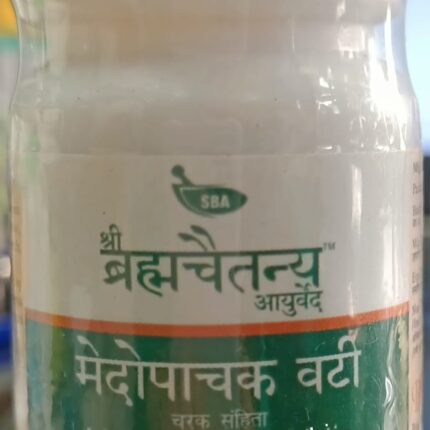 SBA
श्री
ब्रह्मचैतन्य™
आयुर्वेद
मेदोपाचक वटी
चरक संहिता